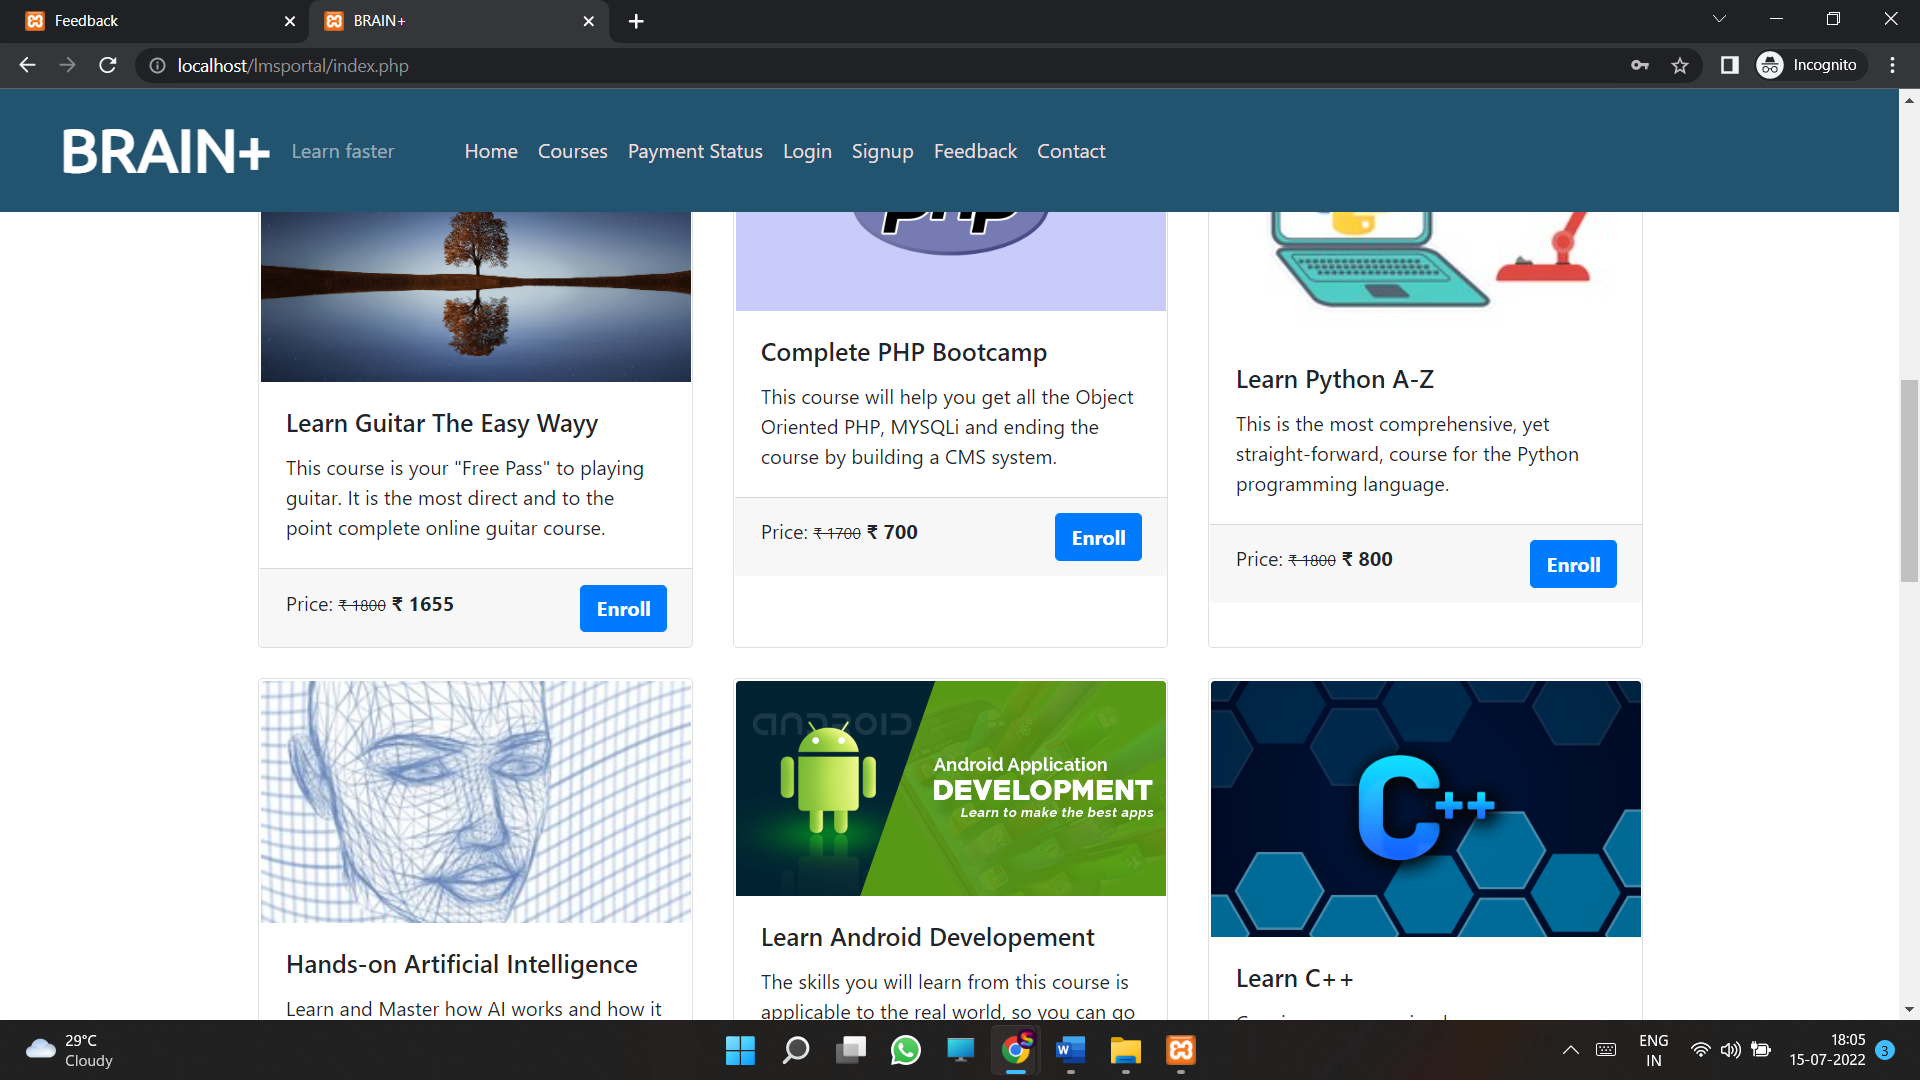 Feedback
BRAIN+
localhost/lmsportal/index.php
Incognito
BRAIN+ Learn faster Home Courses Payment Status Login Signup Feedback Contact
Learn Guitar The Easy Wayy
This course is your "Free Pass" to playing
guitar. It is the most direct and to the
point complete online guitar course.
Price: ₹ 1800 ₹ 1655
Enroll
php
Complete PHP Bootcamp
This course will help you get all the Object
Oriented PHP, MYSQLi and ending the
course by building a CMS system.
Price: ₹ 1700 ₹ 700
Enroll
Learn Python A-Z
This is the most comprehensive, yet
straight-forward, course for the Python
programming language.
Price: ₹ 1800 ₹ 800
Enroll
Hands-on Artificial Intelligence
Learn and Master how AI works and how it
ANDROID
Android Application
DEVELOPMENT
Learn to make the best apps
Learn Android Developement
The skills you will learn from this course is
applicable to the real world, so you can go
C++
Learn C++
29°C
Cloudy
ENG
IN
18:05
15-07-2022
3